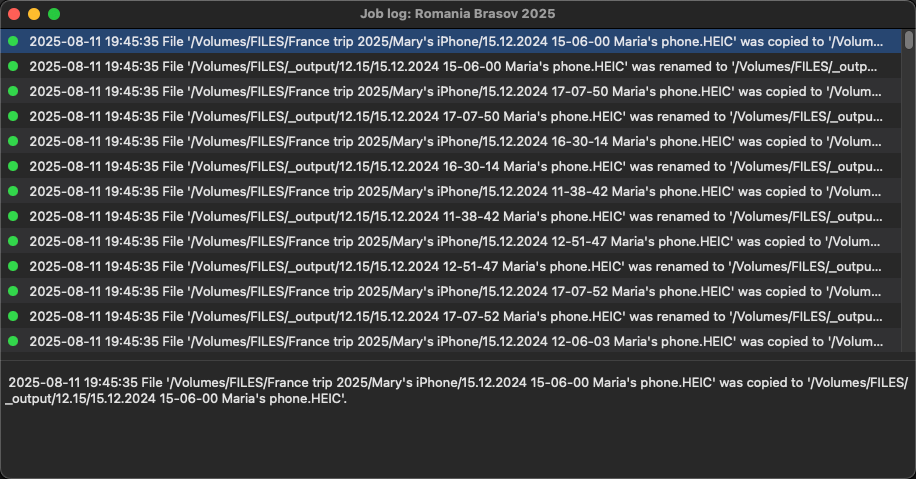 Job log: Romania Brasov 2025
2025-08-11 19:45:35 File '/Volumes/FILES/France trip 2025/Mary's iPhone/15.12.2024 15-06-00 Maria's phone.HEIC' was copied to '/Volum...
2025-08-11 19:45:35 File '/Volumes/FILES/_output/12.15/15.12.2024 15-06-00 Maria's phone.HEIC' was renamed to '/Volumes/FILES/_outp...
2025-08-11 19:45:35 File '/Volumes/FILES/France trip 2025/Mary's iPhone/15.12.2024 17-07-50 Maria's phone.HEIC' was copied to '/Volum...
2025-08-11 19:45:35 File '/Volumes/FILES/_output/12.15/15.12.2024 17-07-50 Maria's phone.HEIC' was renamed to '/Volumes/FILES/_outpu...
2025-08-11 19:45:35 File '/Volumes/FILES/France trip 2025/Mary's iPhone/15.12.2024 16-30-14 Maria's phone.HEIC' was copied to '/Volum...
2025-08-11 19:45:35 File '/Volumes/FILES/_output/12.15/15.12.2024 16-30-14 Maria's phone.HEIC' was renamed to '/Volumes/FILES/_outpu...
2025-08-11 19:45:35 File '/Volumes/FILES/France trip 2025/Mary's iPhone/15.12.2024 11-38-42 Maria's phone.HEIC' was copied to '/Volum...
2025-08-11 19:45:35 File '/Volumes/FILES/_output/12.15/15.12.2024 11-38-42 Maria's phone.HEIC' was renamed to '/Volumes/FILES/_outpu...
2025-08-11 19:45:35 File '/Volumes/FILES/France trip 2025/Mary's iPhone/15.12.2024 12-51-47 Maria's phone.HEIC' was copied to '/Volum...
2025-08-11 19:45:35 File '/Volumes/FILES/_output/12.15/15.12.2024 12-51-47 Maria's phone.HEIC' was renamed to '/Volumes/FILES/_outpu...
2025-08-11 19:45:35 File '/Volumes/FILES/France trip 2025/Mary's iPhone/15.12.2024 17-07-52 Maria's phone.HEIC' was copied to '/Volum...
2025-08-11 19:45:35 File '/Volumes/FILES/_output/12.15/15.12.2024 17-07-52 Maria's phone.HEIC' was renamed to '/Volumes/FILES/_outpu...
2025-08-11 19:45:35 File '/Volumes/FILES/France trip 2025/Mary's iPhone/15.12.2024 12-06-03 Maria's phone.HEIC' was copied to '/Volum...
2025-08-11 19:45:35 File '/Volumes/FILES/France trip 2025/Mary's iPhone/15.12.2024 15-06-00 Maria's phone.HEIC' was copied to '/Volumes/FILES/
_output/12.15/15.12.2024 15-06-00 Maria's phone.HEIC'.